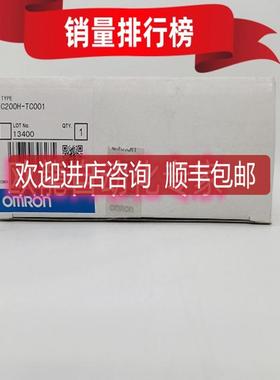 销量排行榜
TYPE
C200H-TC001
LOT No.
QTY.
13400
1
欢迎进店咨询 顺丰包邮
OMRON
OMRON